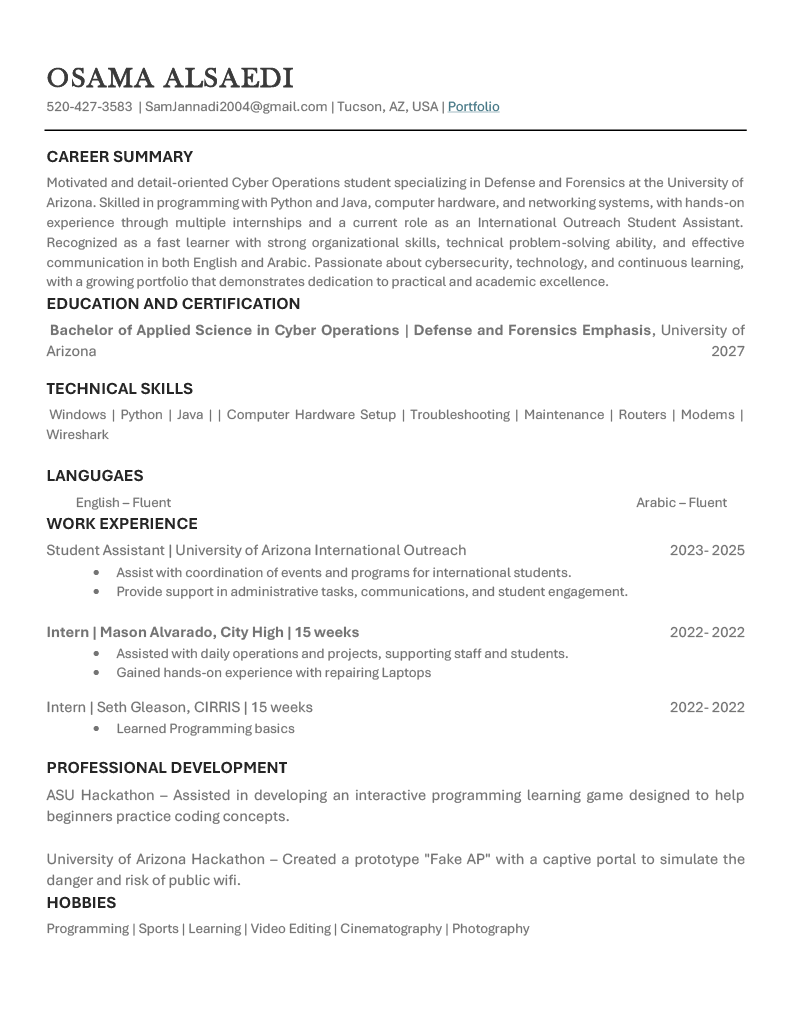 OSAMA ALSAEDI
520-427-3583 | SamJannadi2004@gmail.com | Tucson, AZ, USA | Portfolio
CAREER SUMMARY
Motivated and detail-oriented Cyber Operations student specializing in Defense and Forensics at the University of
Arizona. Skilled in programming with Python and Java, computer hardware, and networking systems, with hands-on
experience through multiple internships and a current role as an International Outreach Student Assistant.
Recognized as a fast learner with strong organizational skills, technical problem-solving ability, and effective
communication in both English and Arabic. Passionate about cybersecurity, technology, and continuous learning,
with a growing portfolio that demonstrates dedication to practical and academic excellence.
EDUCATION AND CERTIFICATION
Bachelor of Applied Science in Cyber Operations | Defense and Forensics Emphasis, University of
Arizona 2027
TECHNICAL SKILLS
Windows | Python | Java | | Computer Hardware Setup | Troubleshooting | Maintenance | Routers | Modems |
Wireshark
LANGUGAES
English – Fluent Arabic – Fluent
WORK EXPERIENCE
Student Assistant | University of Arizona International Outreach 2023- 2025
• Assist with coordination of events and programs for international students.
• Provide support in administrative tasks, communications, and student engagement.
Intern | Mason Alvarado, City High | 15 weeks 2022- 2022
• Assisted with daily operations and projects, supporting staff and students.
• Gained hands-on experience with repairing Laptops
Intern | Seth Gleason, CIRRIS | 15 weeks 2022- 2022
• Learned Programming basics
PROFESSIONAL DEVELOPMENT
ASU Hackathon – Assisted in developing an interactive programming learning game designed to help
beginners practice coding concepts.
University of Arizona Hackathon – Created a prototype "Fake AP" with a captive portal to simulate the
danger and risk of public wifi.
HOBBIES
Programming | Sports | Learning | Video Editing | Cinematography | Photography